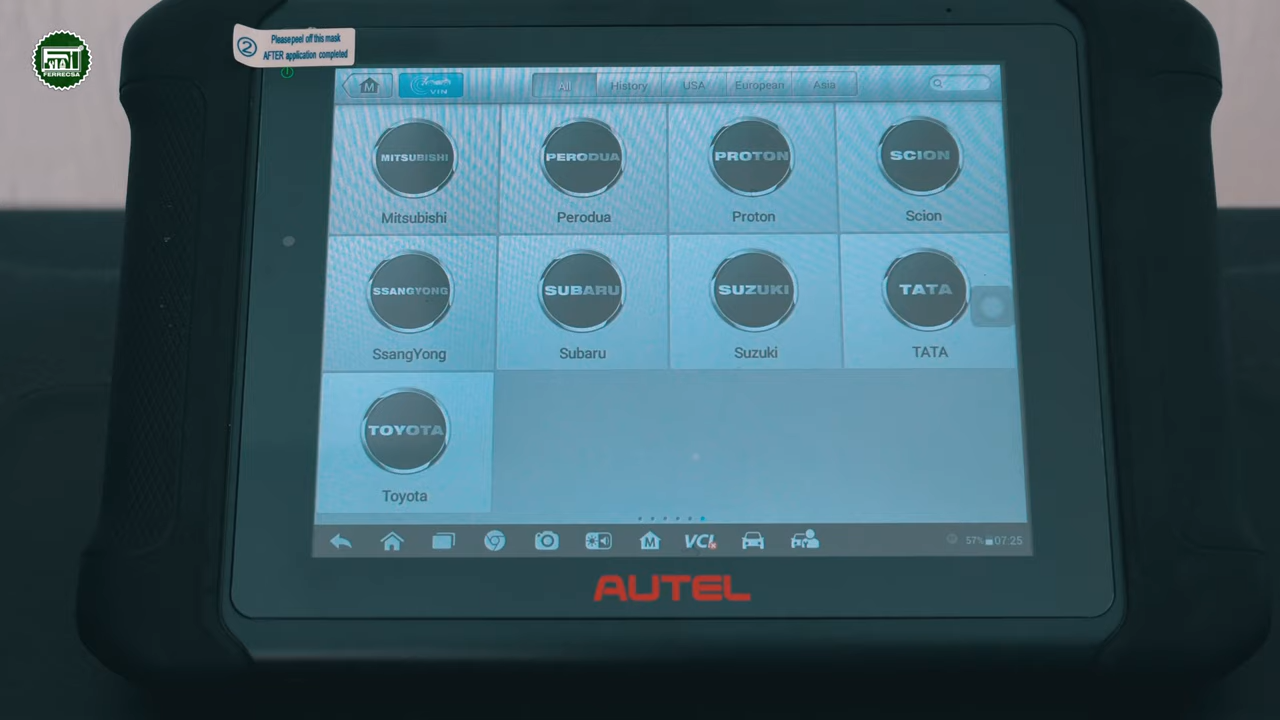 ② Please peel off this mask
AFTER application completed
FERRECSA
M
VIN
All
History
USA
European
Asia
MITSUBISHI
PERODUA
PROTON
SCION
Mitsubishi
Perodua
Proton
Scion
SSANGYONG
SUBARU
SUZUKI
TATA
SsangYong
Subaru
Suzuki
TATA
TOYOTA
Toyota
M
VCI
57%
07:25
AUTEL